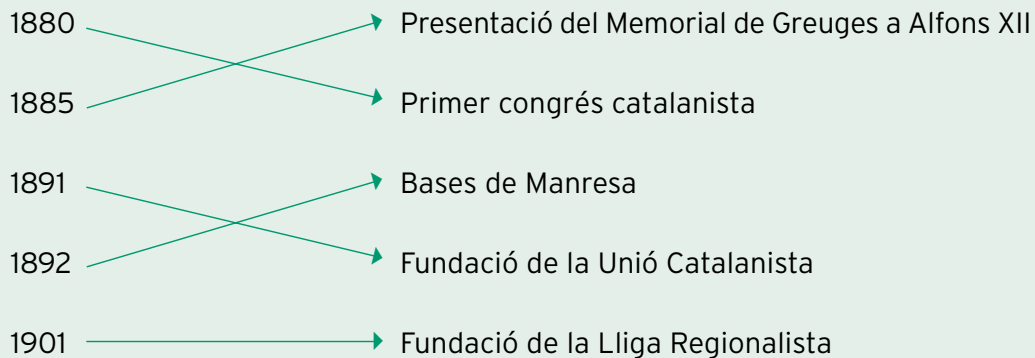 1880 Presentació del Memorial de Greuges a Alfons XII
1885 Primer congrés catalanista
1891 Bases de Manresa
1892 Fundació de la Unió Catalanista
1901 Fundació de la Lliga Regionalista